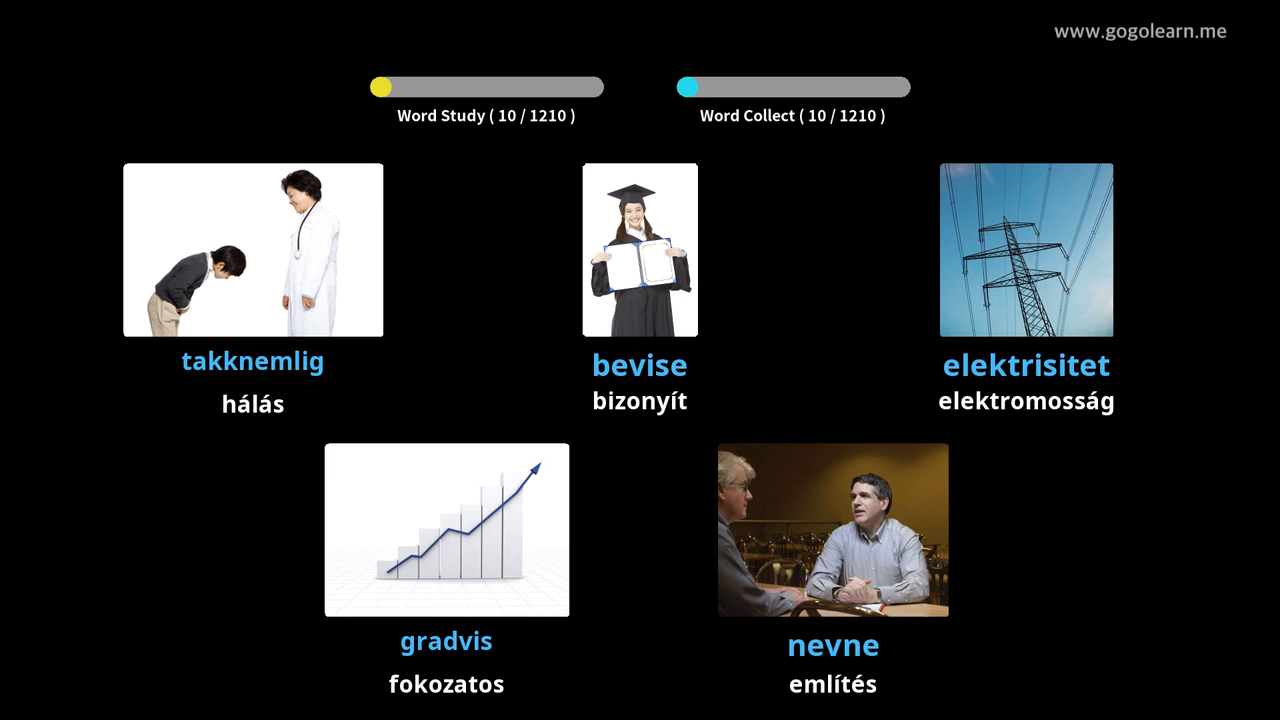 www.gogolearn.me
Word Study ( 10 / 1210 )
Word Collect ( 10 / 1210 )
takknemlig
hálás
bevise
bizonyít
elektrisitet
elektromosság
gradvis
fokozatos
nevne
említés